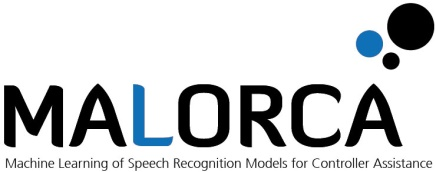 MALORCA
Machine Learning of Speech Recognition Models for Controller Assistance